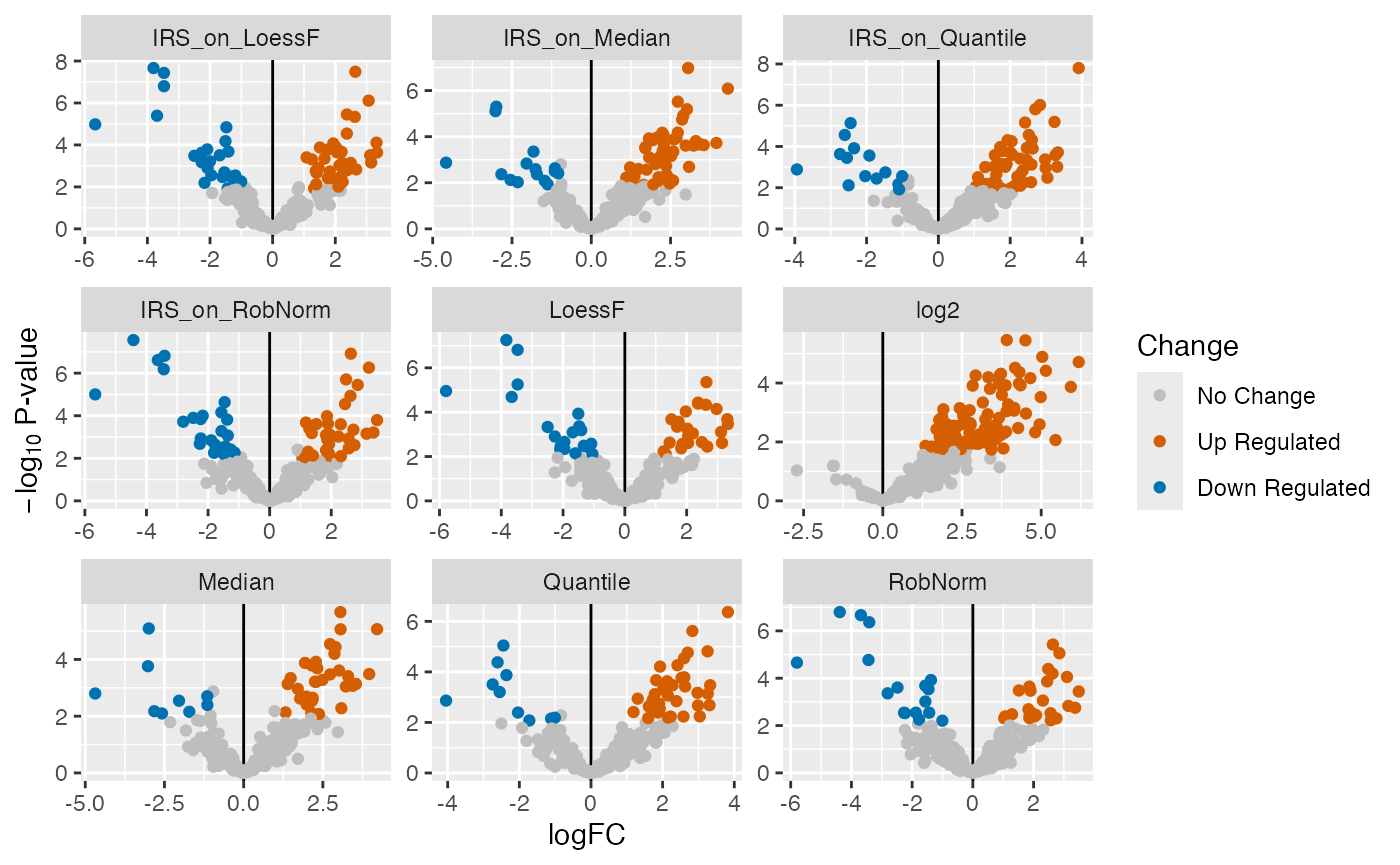 IRS_on_LoessF
IRS_on_Median
IRS_on_Quantile
8
6
4
2
0
-6 -4 -2 0 2
6
4
2
0
-5.0 -2.5 0.0 2.5
8
6
4
2
0
-4 -2 0 2 4
IRS_on_RobNorm
LoessF
log2
6
4
2
0
-6 -4 -2 0 2
6
4
2
0
-6 -4 -2 0 2
4
2
0
-2.5 0.0 2.5 5.0
Median
Quantile
RobNorm
4
2
0
-5.0 -2.5 0.0 2.5
6
4
2
0
-4 -2 0 2 4
6
4
2
0
-6 -4 -2 0 2
−log₁₀ P-value
logFC
Change
No Change
Up Regulated
Down Regulated